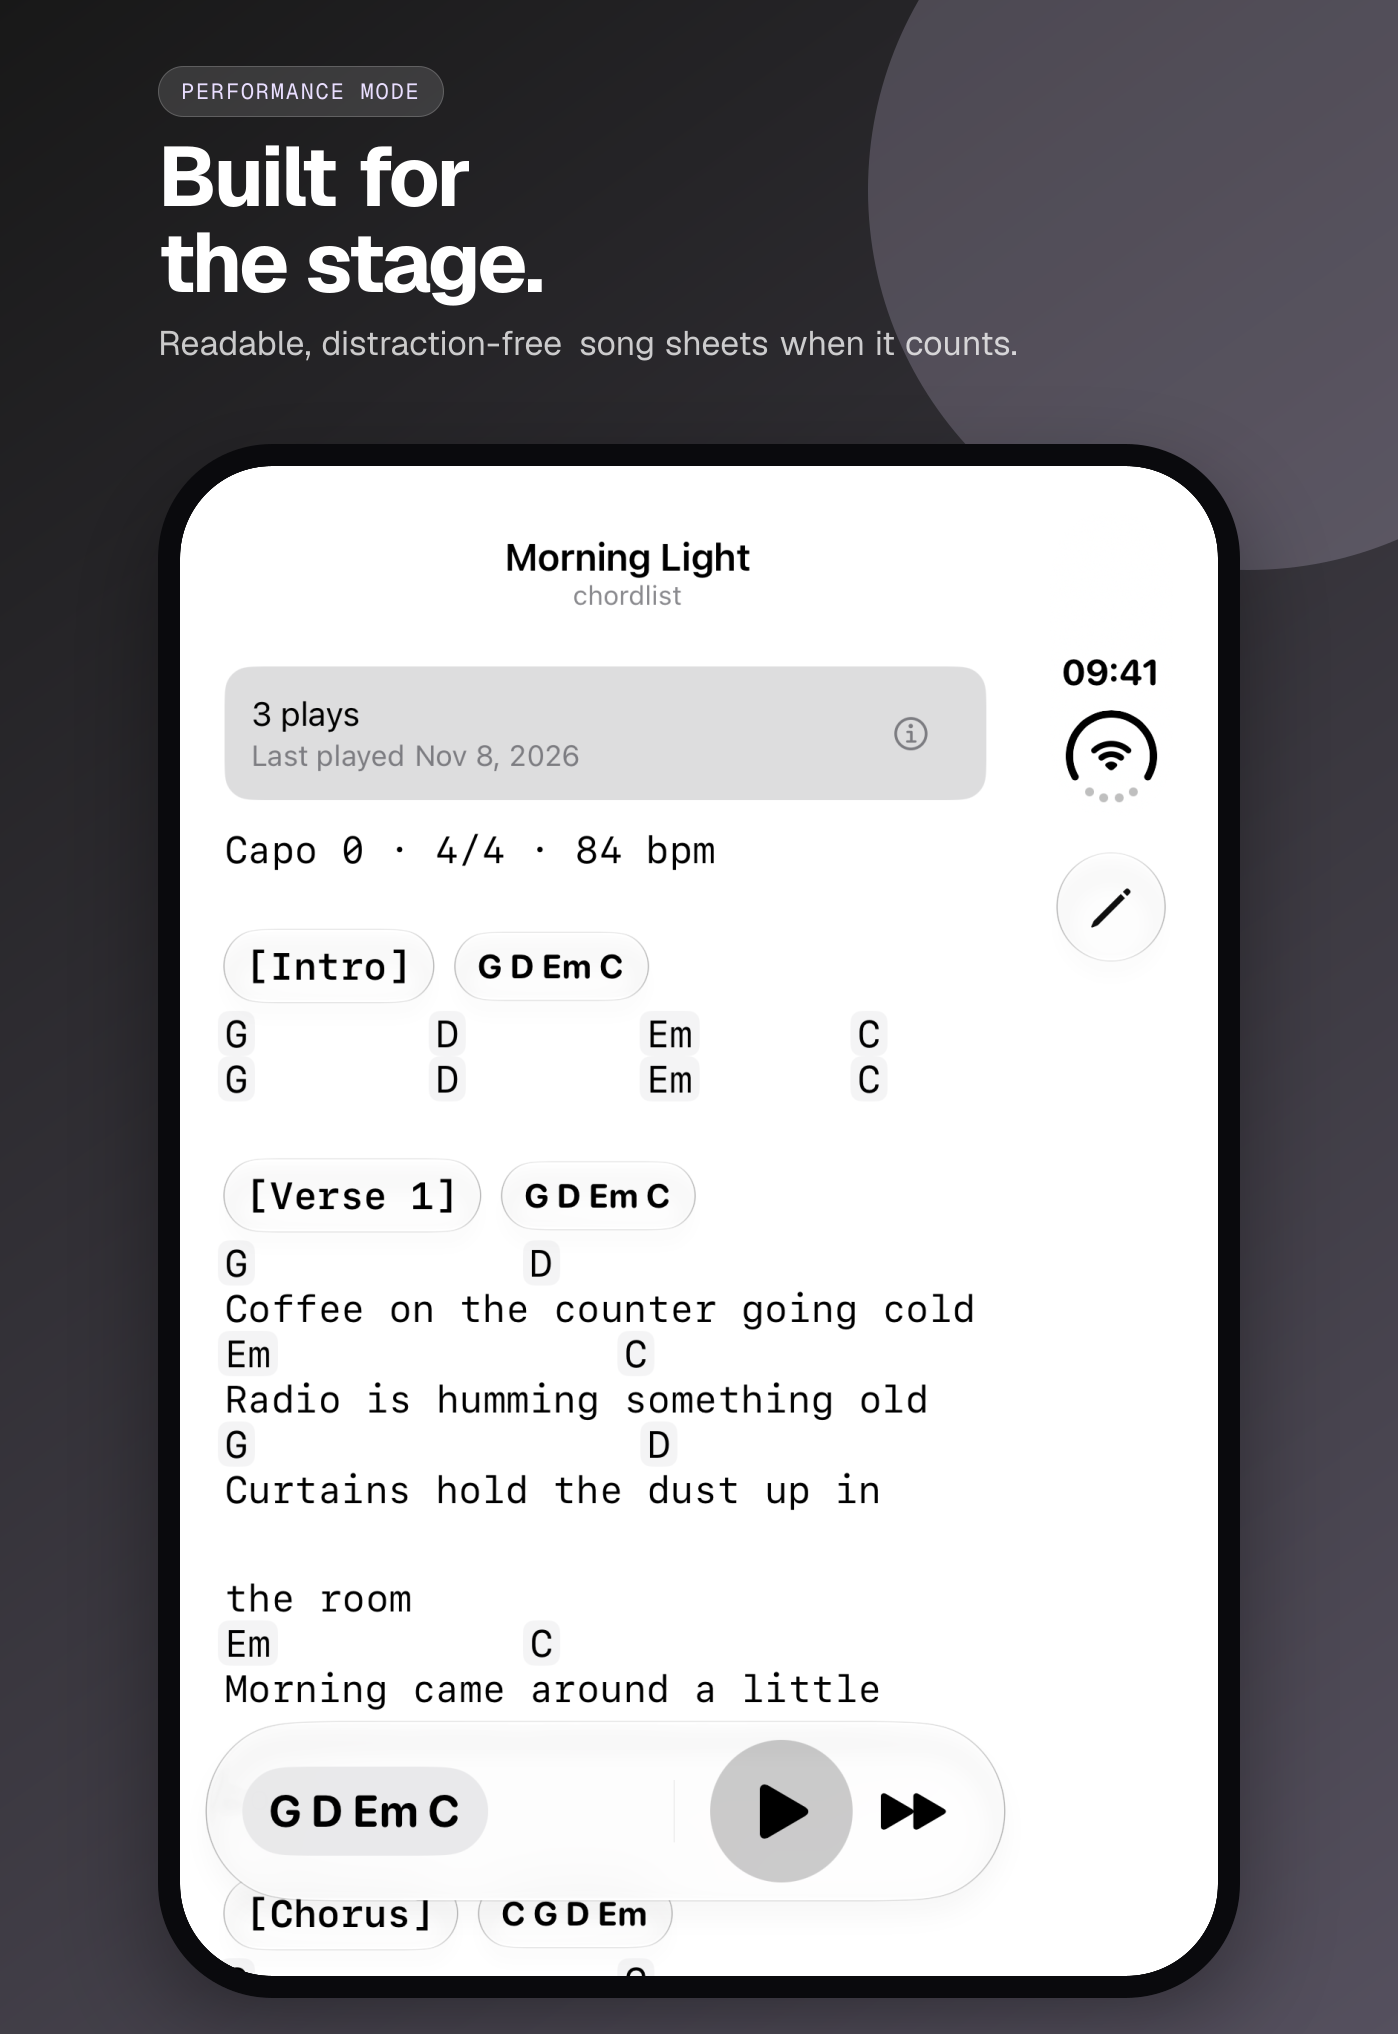 PERFORMANCE MODE
Built for
the stage.
Readable, distraction-free song sheets when it counts.
Morning Light
chordlist
09:41
3 plays
Last played Nov 8, 2026
Capo 0 · 4/4 · 84 bpm
[Intro] G D Em C
G D Em C
G D Em C
[Verse 1] G D Em C
G D
Coffee on the counter going cold
Em C
Radio is humming something old
G D
Curtains hold the dust up in
the room
Em C
Morning came around a little
G D Em C
[Chorus] C G D Em